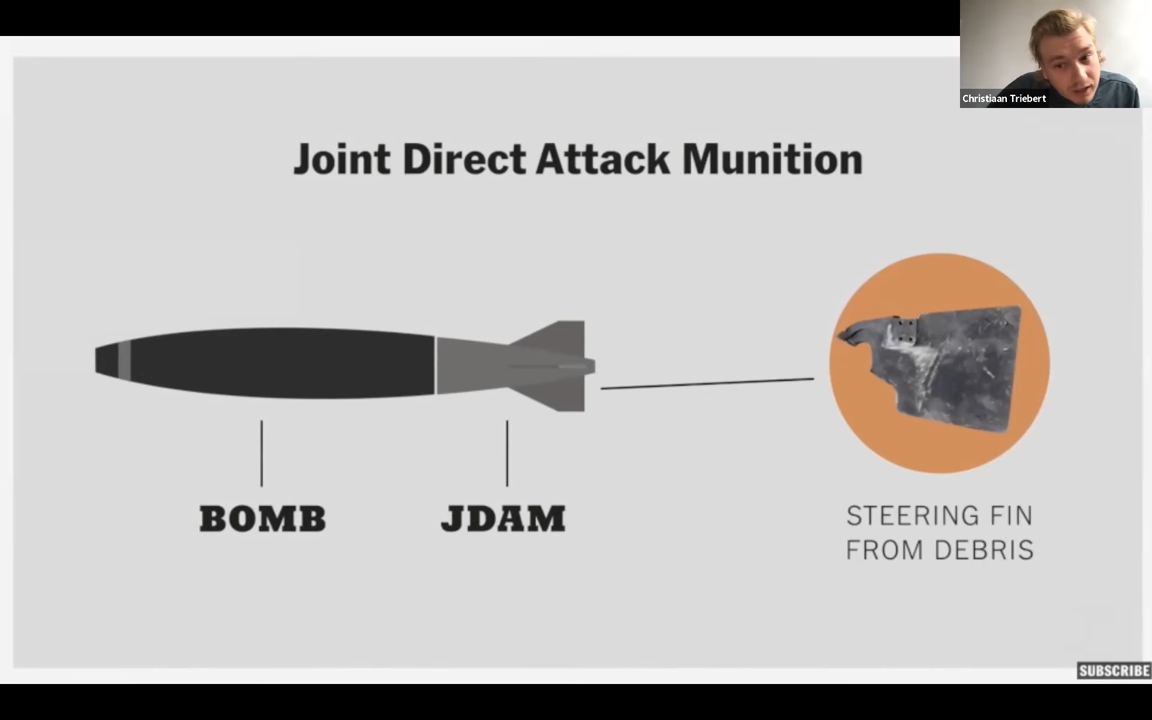 Christiaan Triebert
Joint Direct Attack Munition
BOMB
JDAM
STEERING FIN
FROM DEBRIS
SUBSCRIBE